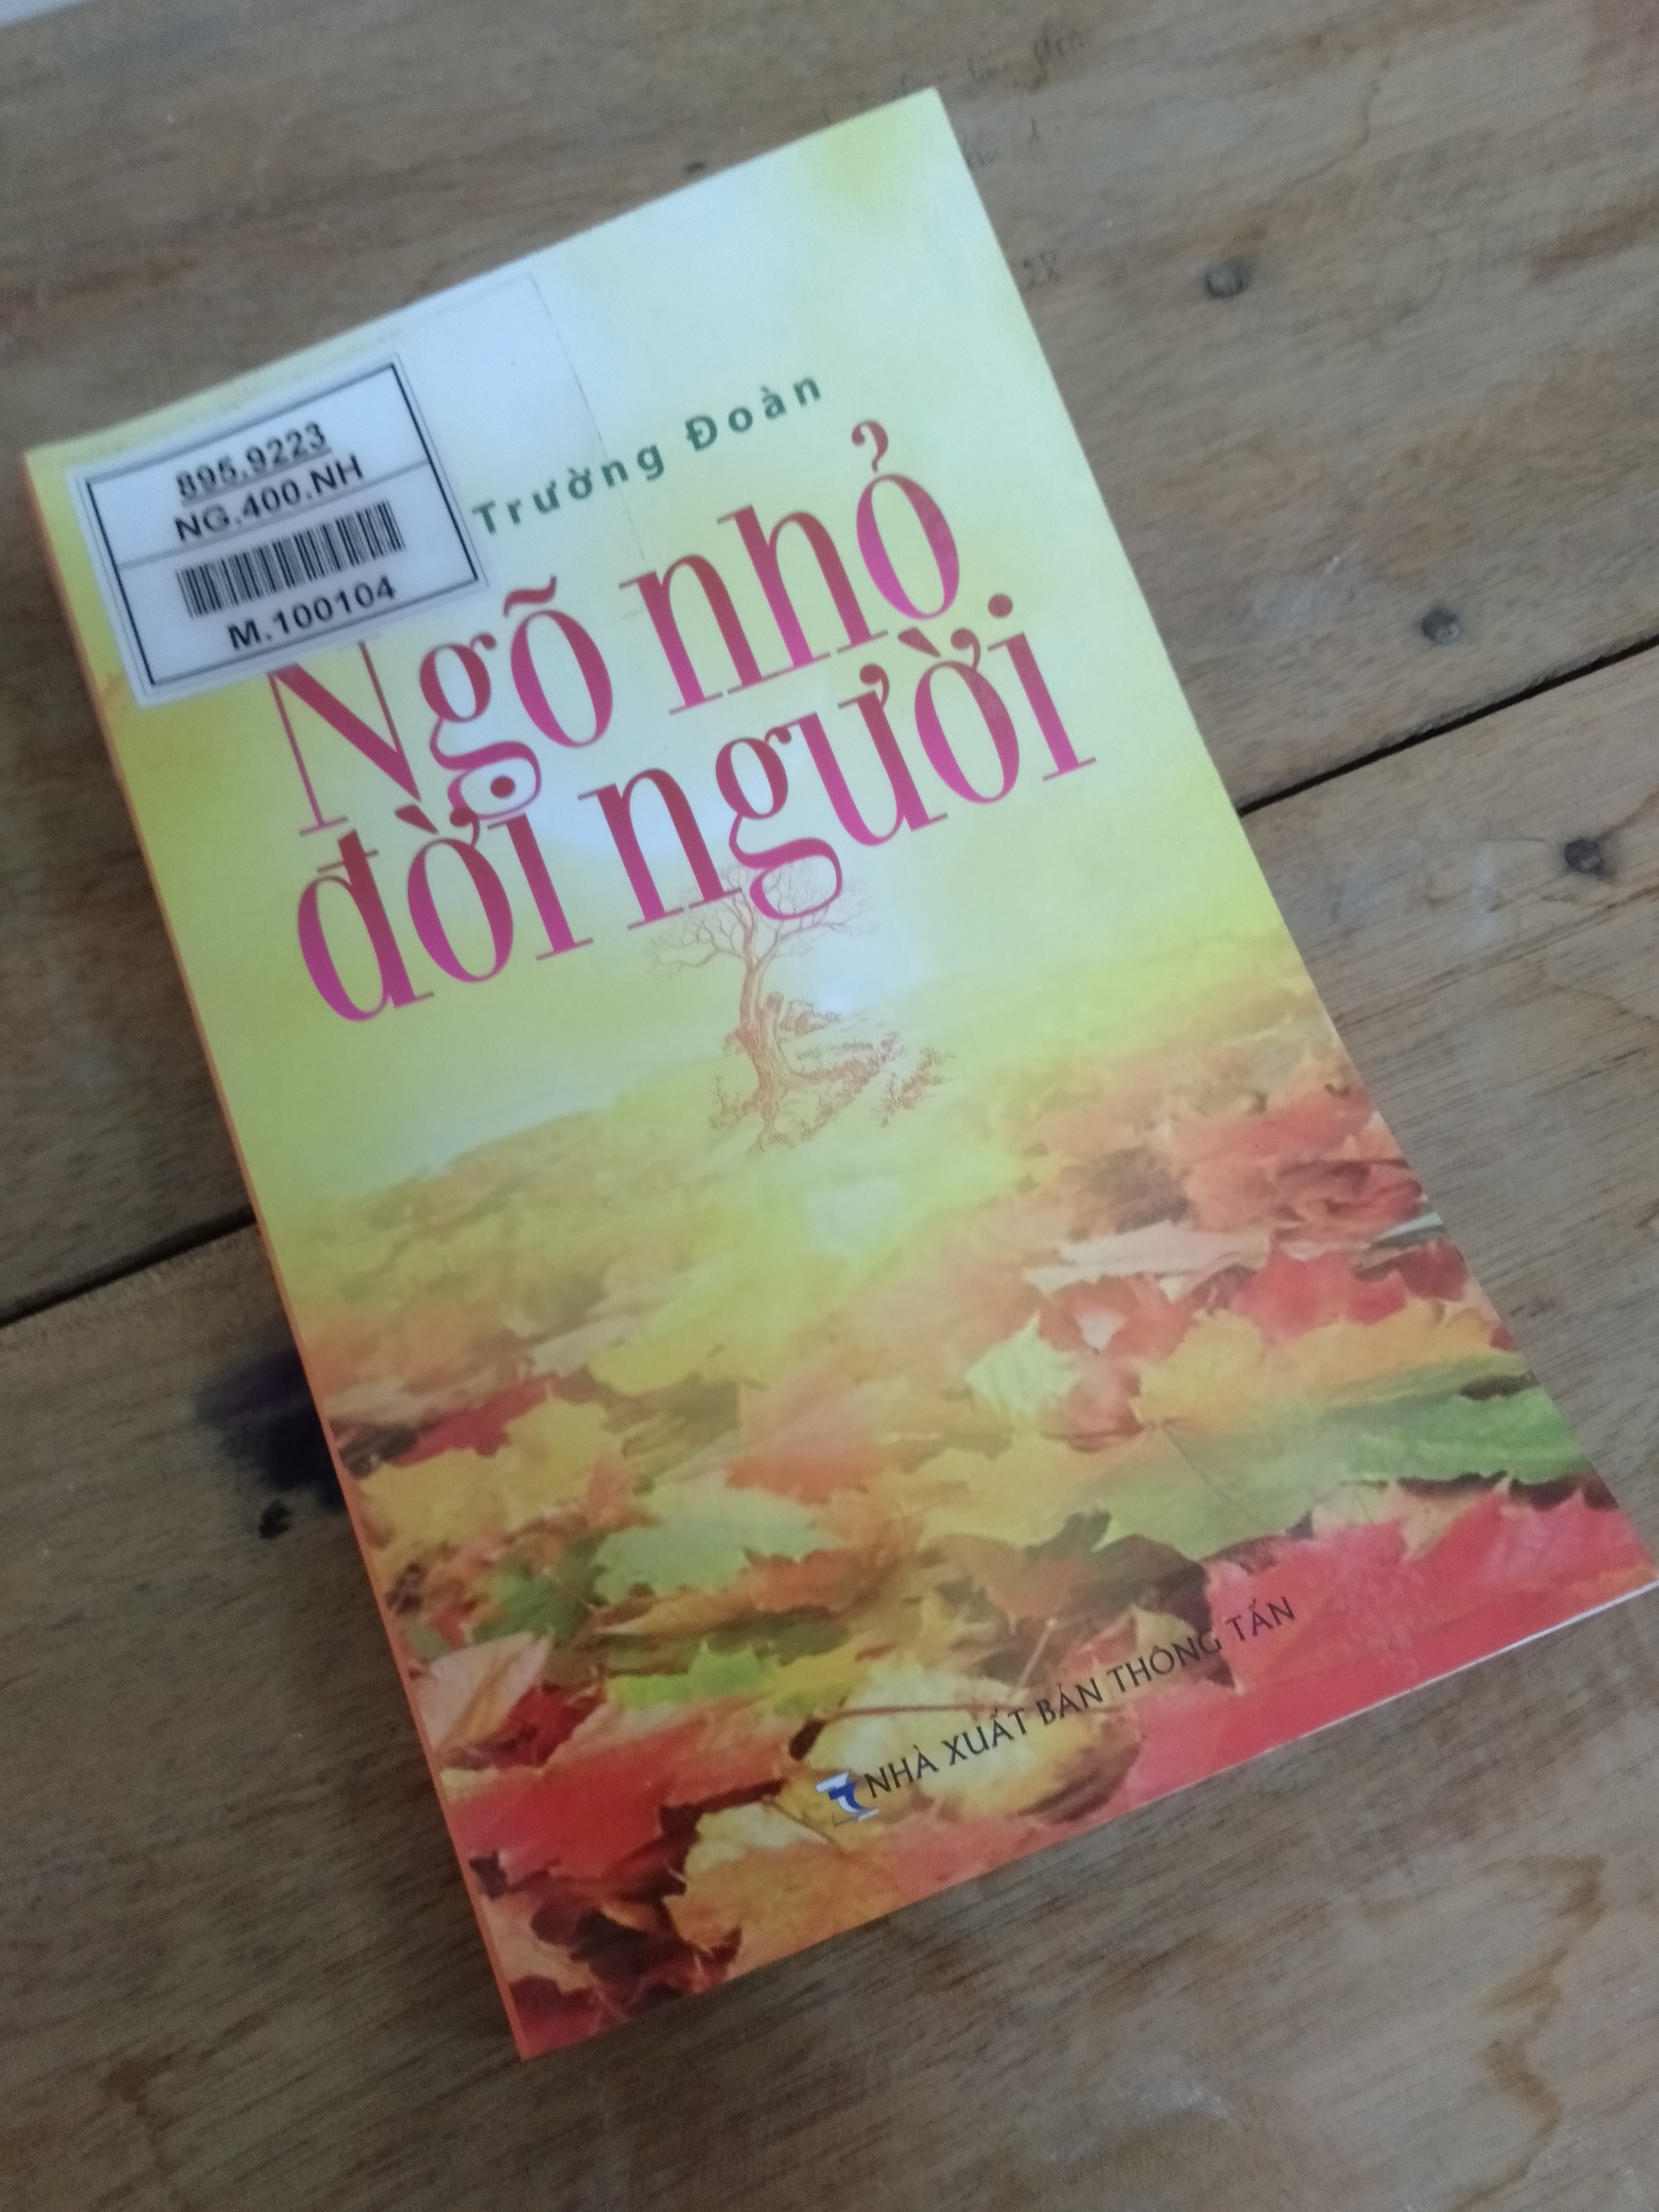 895.9223
NG.400.NH
M.100104
Trường Đoàn
Ngõ nhỏ
đời người
NHÀ XUẤT BẢN THÔNG TẤN